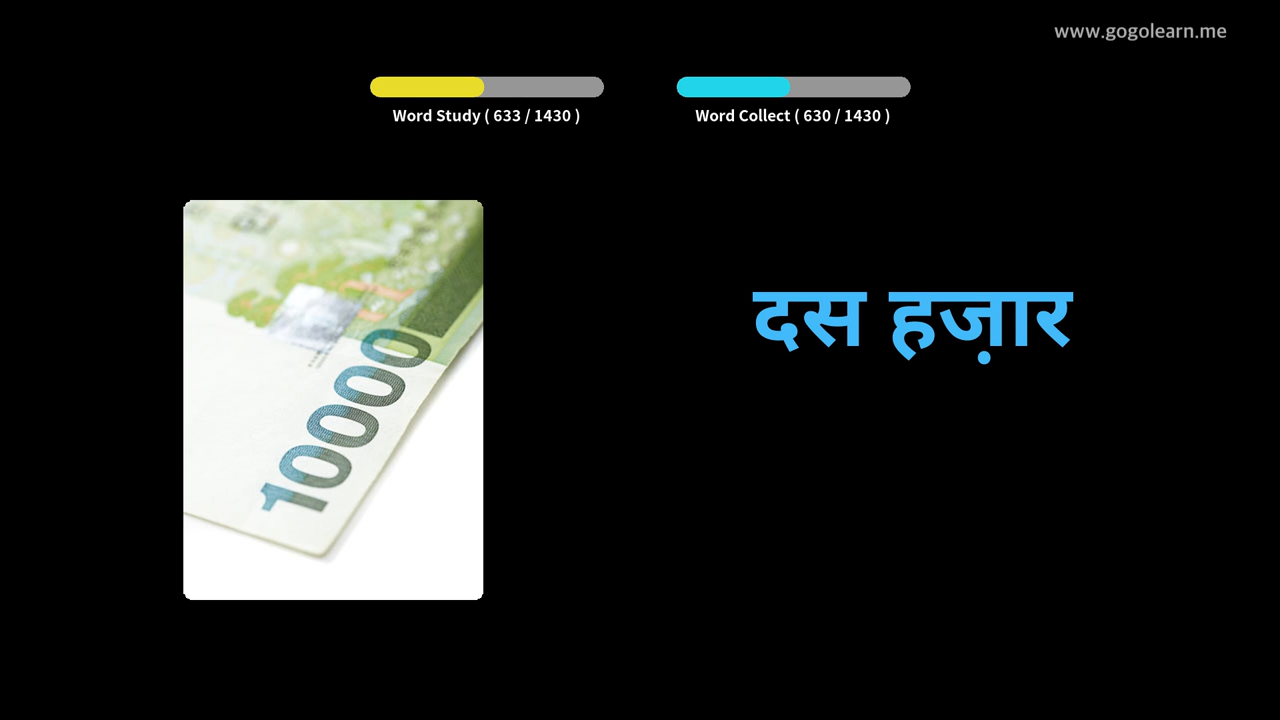 www.gogolearn.me
Word Study ( 633 / 1430 )
Word Collect ( 630 / 1430 )
दस हज़ार
10000